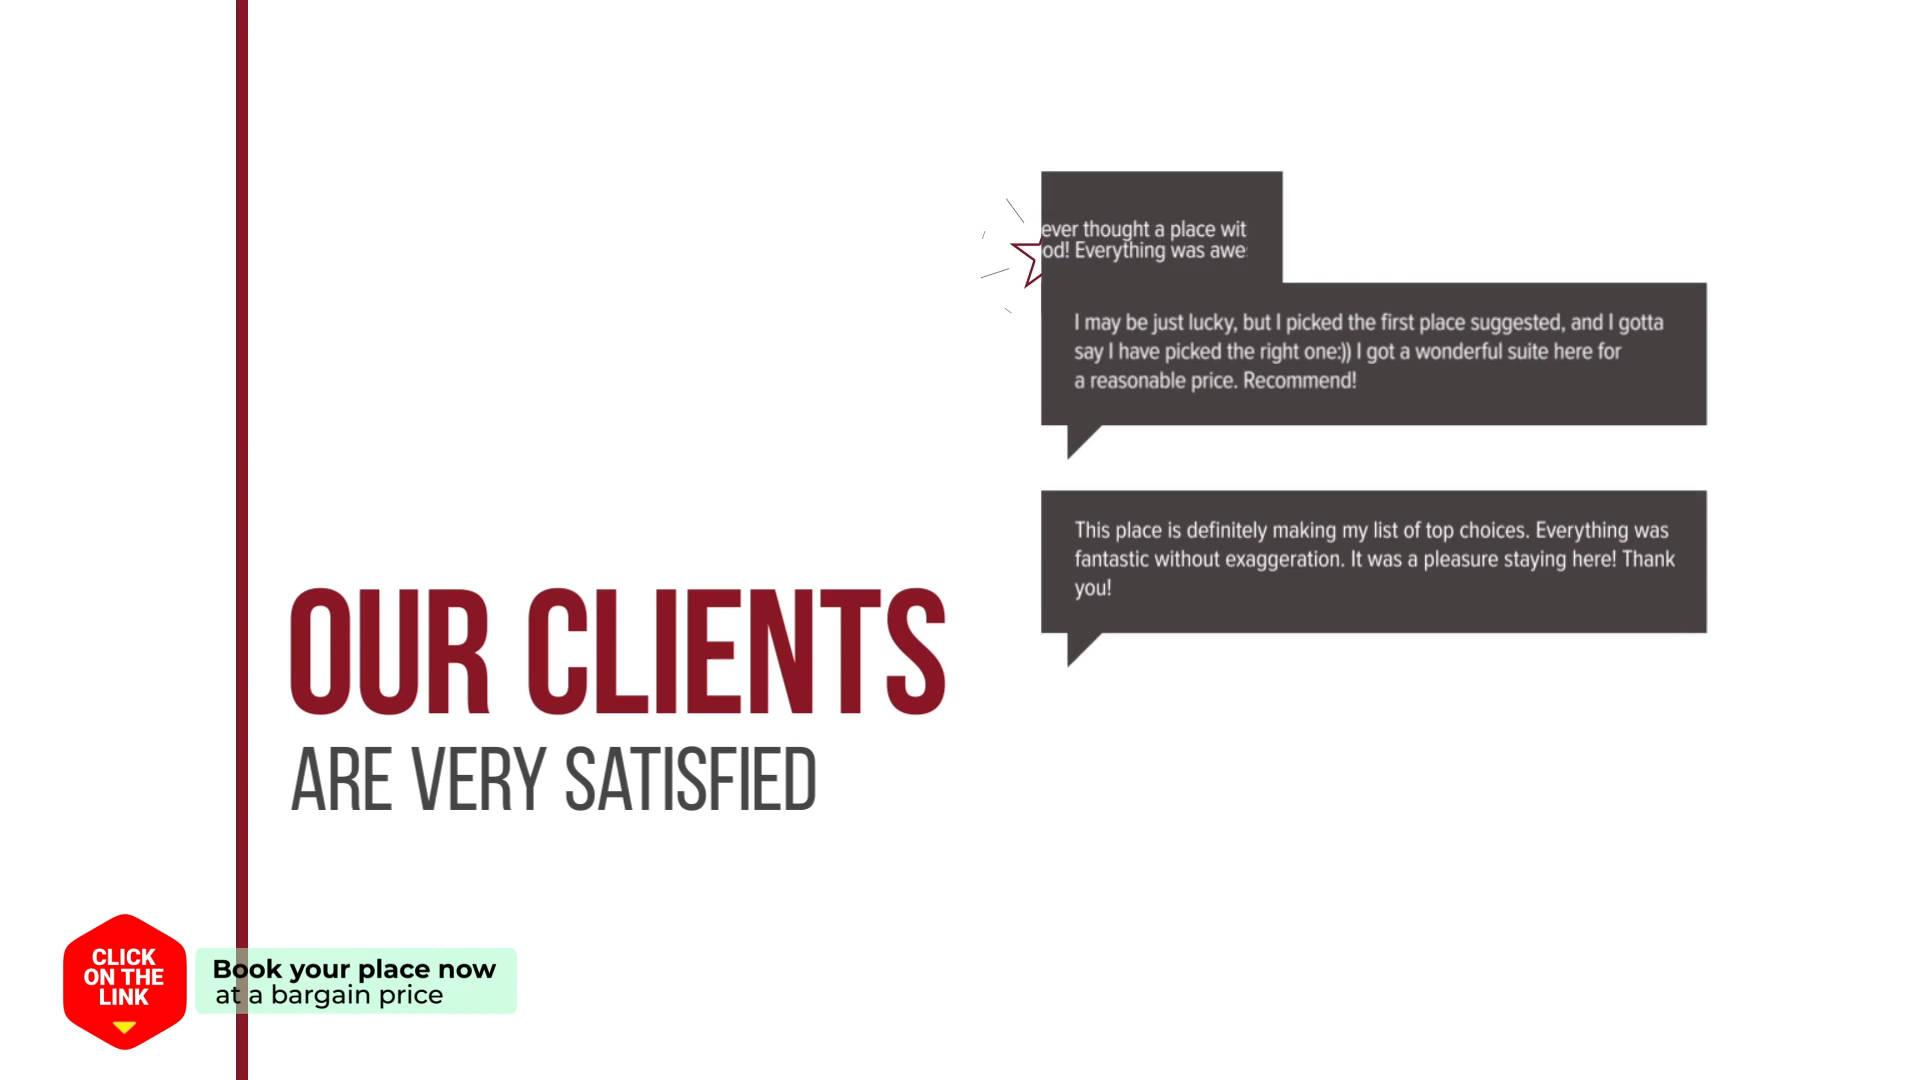 ever thought a place wit
od! Everything was awe
I may be just lucky, but I picked the first place suggested, and I gotta
say I have picked the right one:)) I got a wonderful suite here for
a reasonable price. Recommend!
This place is definitely making my list of top choices. Everything was
fantastic without exaggeration. It was a pleasure staying here! Thank
you!
OUR CLIENTS
ARE VERY SATISFIED
CLICK
ON THE
LINK
Book your place now
at a bargain price